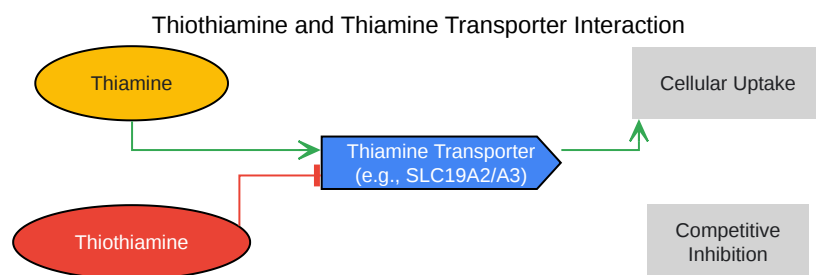 Thiothiamine and Thiamine Transporter Interaction
Thiamine
Cellular Uptake
Thiamine Transporter
(e.g., SLC19A2/A3)
Thiothiamine
Competitive
Inhibition